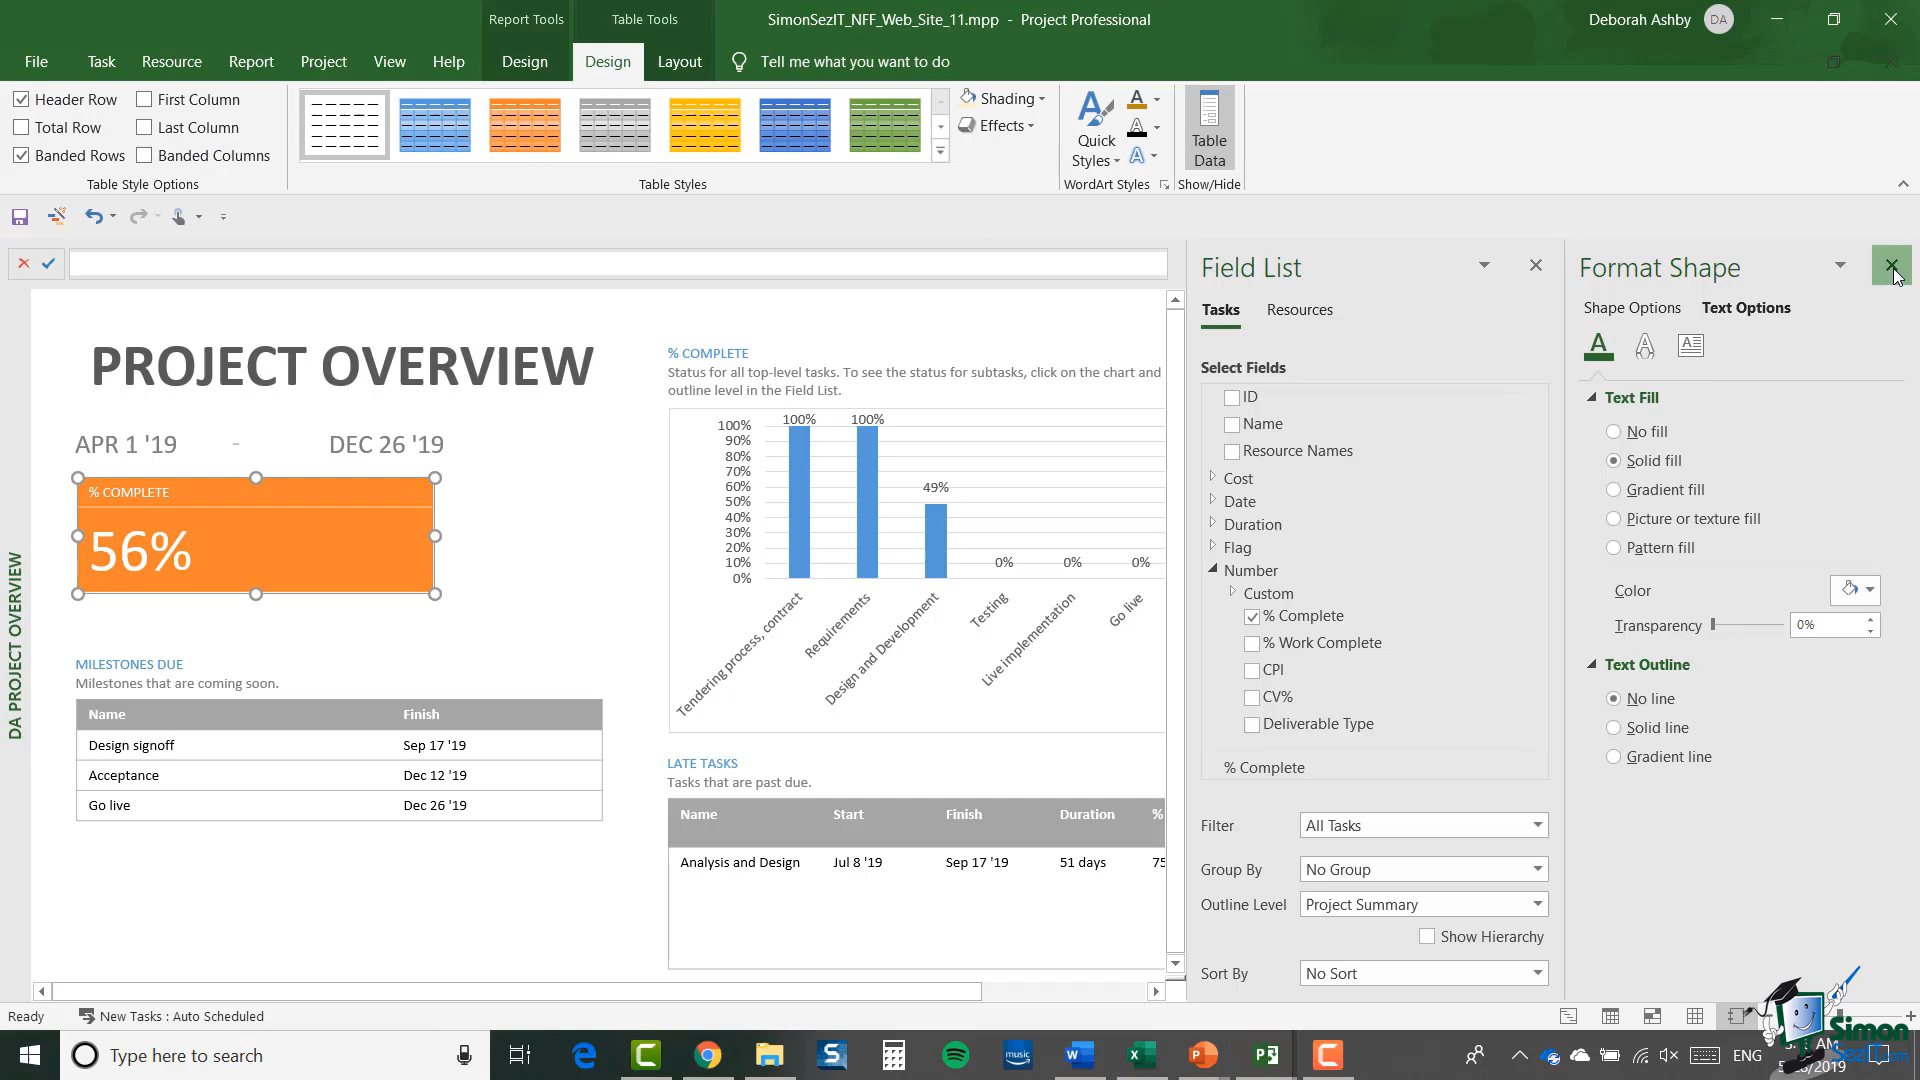 Report Tools
Table Tools
SimonSezIT_NFF_Web_Site_11.mpp - Project Professional
Deborah Ashby
DA
File
Task
Resource
Report
Project
View
Help
Design
Design
Layout
Tell me what you want to do
Header Row
First Column
Total Row
Last Column
Banded Rows
Banded Columns
Table Style Options
Table Styles
Shading
Effects
Quick
Styles
WordArt Styles
Table
Data
Show/Hide
PROJECT OVERVIEW
APR 1 '19 - DEC 26 '19
% COMPLETE
56%
DA PROJECT OVERVIEW
MILESTONES DUE
Milestones that are coming soon.
Name Finish
Design signoff Sep 17 '19
Acceptance Dec 12 '19
Go live Dec 26 '19
% COMPLETE
Status for all top-level tasks. To see the status for subtasks, click on the chart and
outline level in the Field List.
100%
90%
80%
70%
60%
50%
40%
30%
20%
10%
0%
100%
100%
49%
0%
0%
0%
Tendering process, contract
Requirements
Design and Development
Testing
Live implementation
Go live
LATE TASKS
Tasks that are past due.
Name Start Finish Duration %
Analysis and Design Jul 8 '19 Sep 17 '19 51 days 75
Field List
Tasks
Resources
Select Fields
ID
Name
Resource Names
Cost
Date
Duration
Flag
Number
Custom
% Complete
% Work Complete
CPI
CV%
Deliverable Type
% Complete
Filter All Tasks
Group By No Group
Outline Level Project Summary
Show Hierarchy
Sort By No Sort
Format Shape
Shape Options
Text Options
Text Fill
No fill
Solid fill
Gradient fill
Picture or texture fill
Pattern fill
Color
Transparency 0%
Text Outline
No line
Solid line
Gradient line
Ready
New Tasks : Auto Scheduled
Type here to search
music
ENG
Simon
SezIT.com